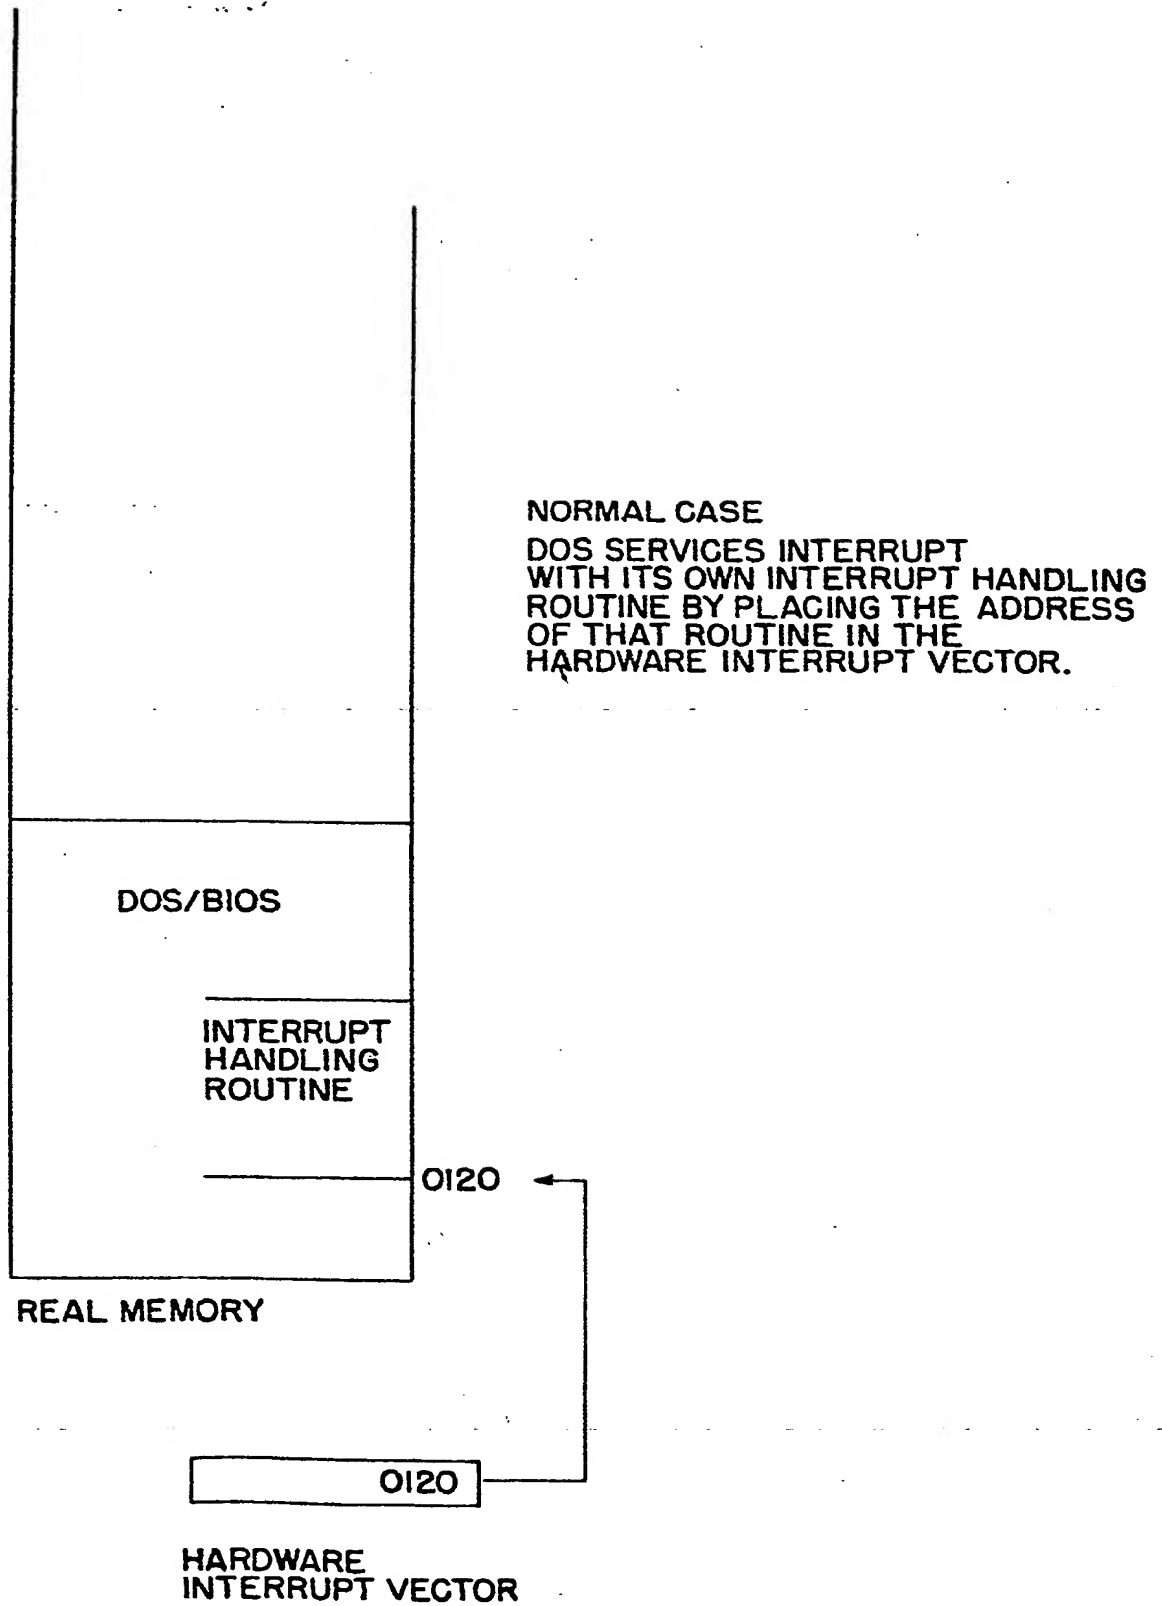 NORMAL CASE
DOS SERVICES INTERRUPT
WITH ITS OWN INTERRUPT HANDLING
ROUTINE BY PLACING THE ADDRESS
OF THAT ROUTINE IN THE
HARDWARE INTERRUPT VECTOR.
DOS/BIOS
INTERRUPT
HANDLING
ROUTINE
0120
REAL MEMORY
0120
HARDWARE
INTERRUPT VECTOR